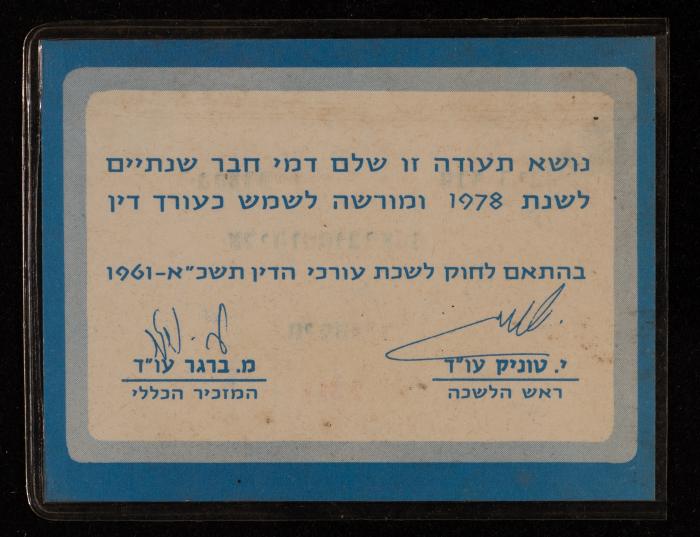 נושא תעודה זו שלם דמי חבר שנתיים
לשנת 1978 ומורשה לשמש כעורך דין
בהתאם לחוק לשכת עורכי הדין תשכ"א-1961
מ. ברגר עו"ד
המזכיר הכללי
י. טוניק עו"ד
ראש הלשכה